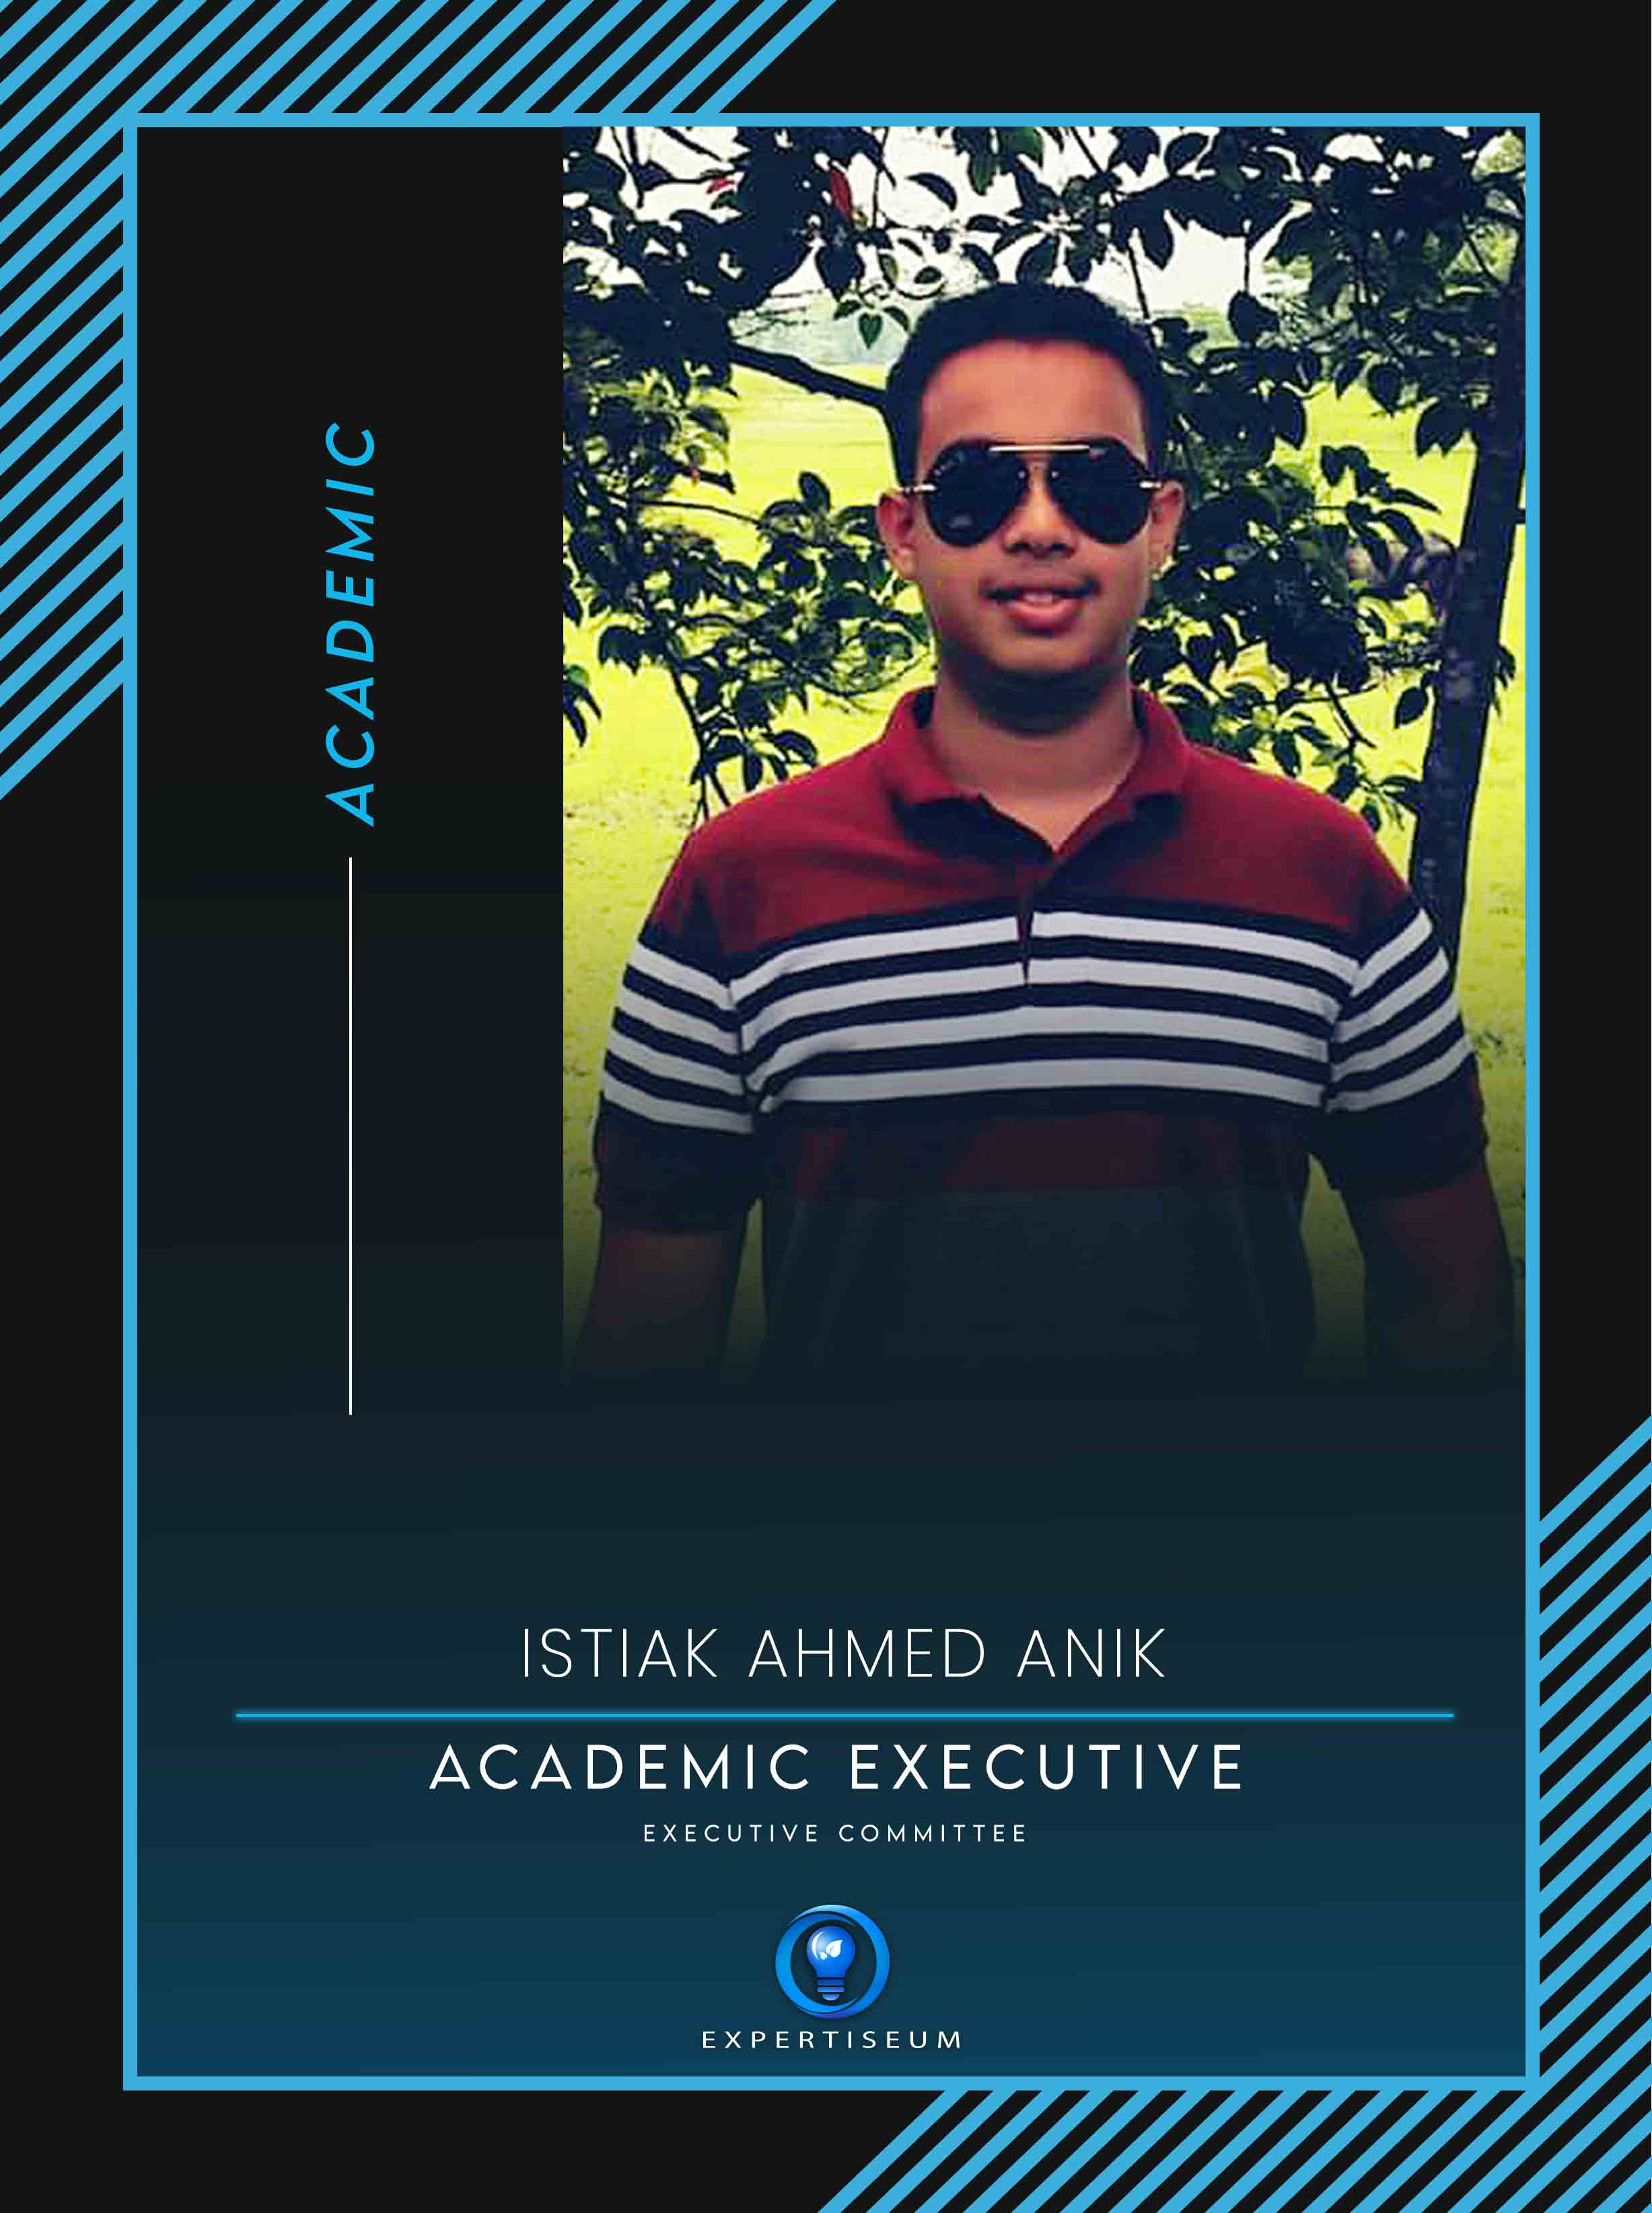 ACADEMIC
ISTIAK AHMED ANIK
ACADEMIC EXECUTIVE
EXECUTIVE COMMITTEE
EXPERTISEUM